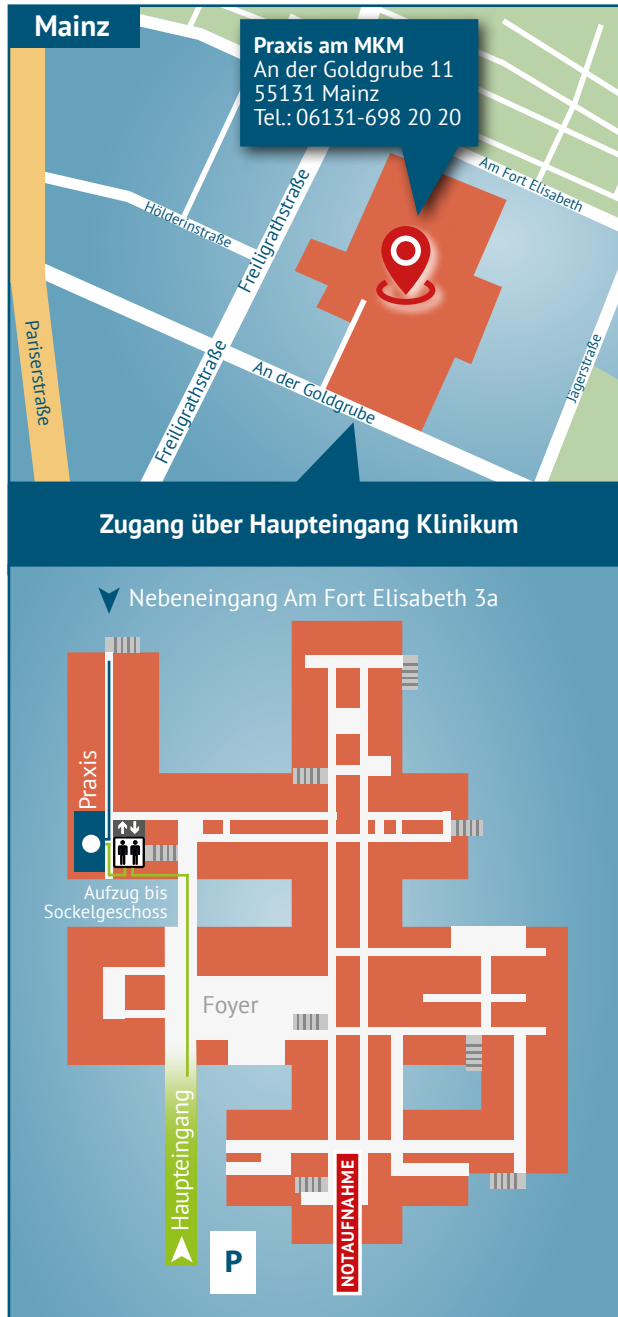 Mainz
Praxis am MKM
An der Goldgrube 11
55131 Mainz
Tel.: 06131-698 20 20
Am Fort Elisabeth
Hölderinstraße
Freiligrathstraße
Pariserstraße
Freiligrathstraße
An der Goldgrube
Jägerstraße
Zugang über Haupteingang Klinikum
Nebeneingang Am Fort Elisabeth 3a
Praxis
Aufzug bis
Sockelgeschoss
Foyer
Haupteingang
NOTAUFNAHME
P